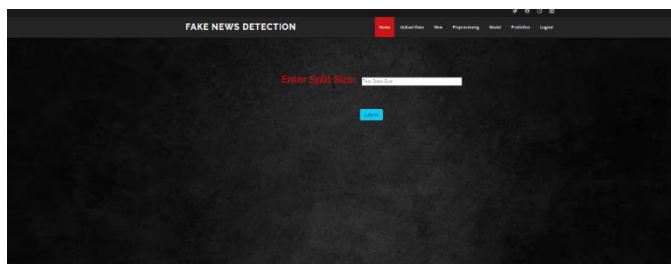 FAKE NEWS DETECTION
Home Upload Data View Preprocessing Model Prediction Logout
Enter Split Size:
Test Data Size
submit